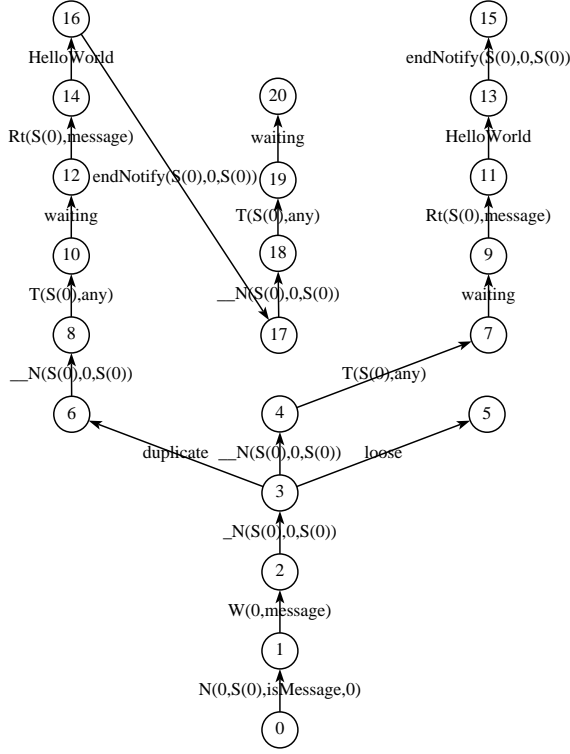 16
15
HelloWorld
endNotify(S(0),0,S(0))
14
20
13
Rt(S(0),message)
waiting
HelloWorld
12
endNotify(S(0),0,S(0))
19
11
waiting
T(S(0),any)
Rt(S(0),message)
10
18
9
T(S(0),any)
__N(S(0),0,S(0))
waiting
8
17
7
__N(S(0),0,S(0))
T(S(0),any)
6
4
5
duplicate
__N(S(0),0,S(0))
loose
3
_N(S(0),0,S(0))
2
W(0,message)
1
N(0,S(0),isMessage,0)
0